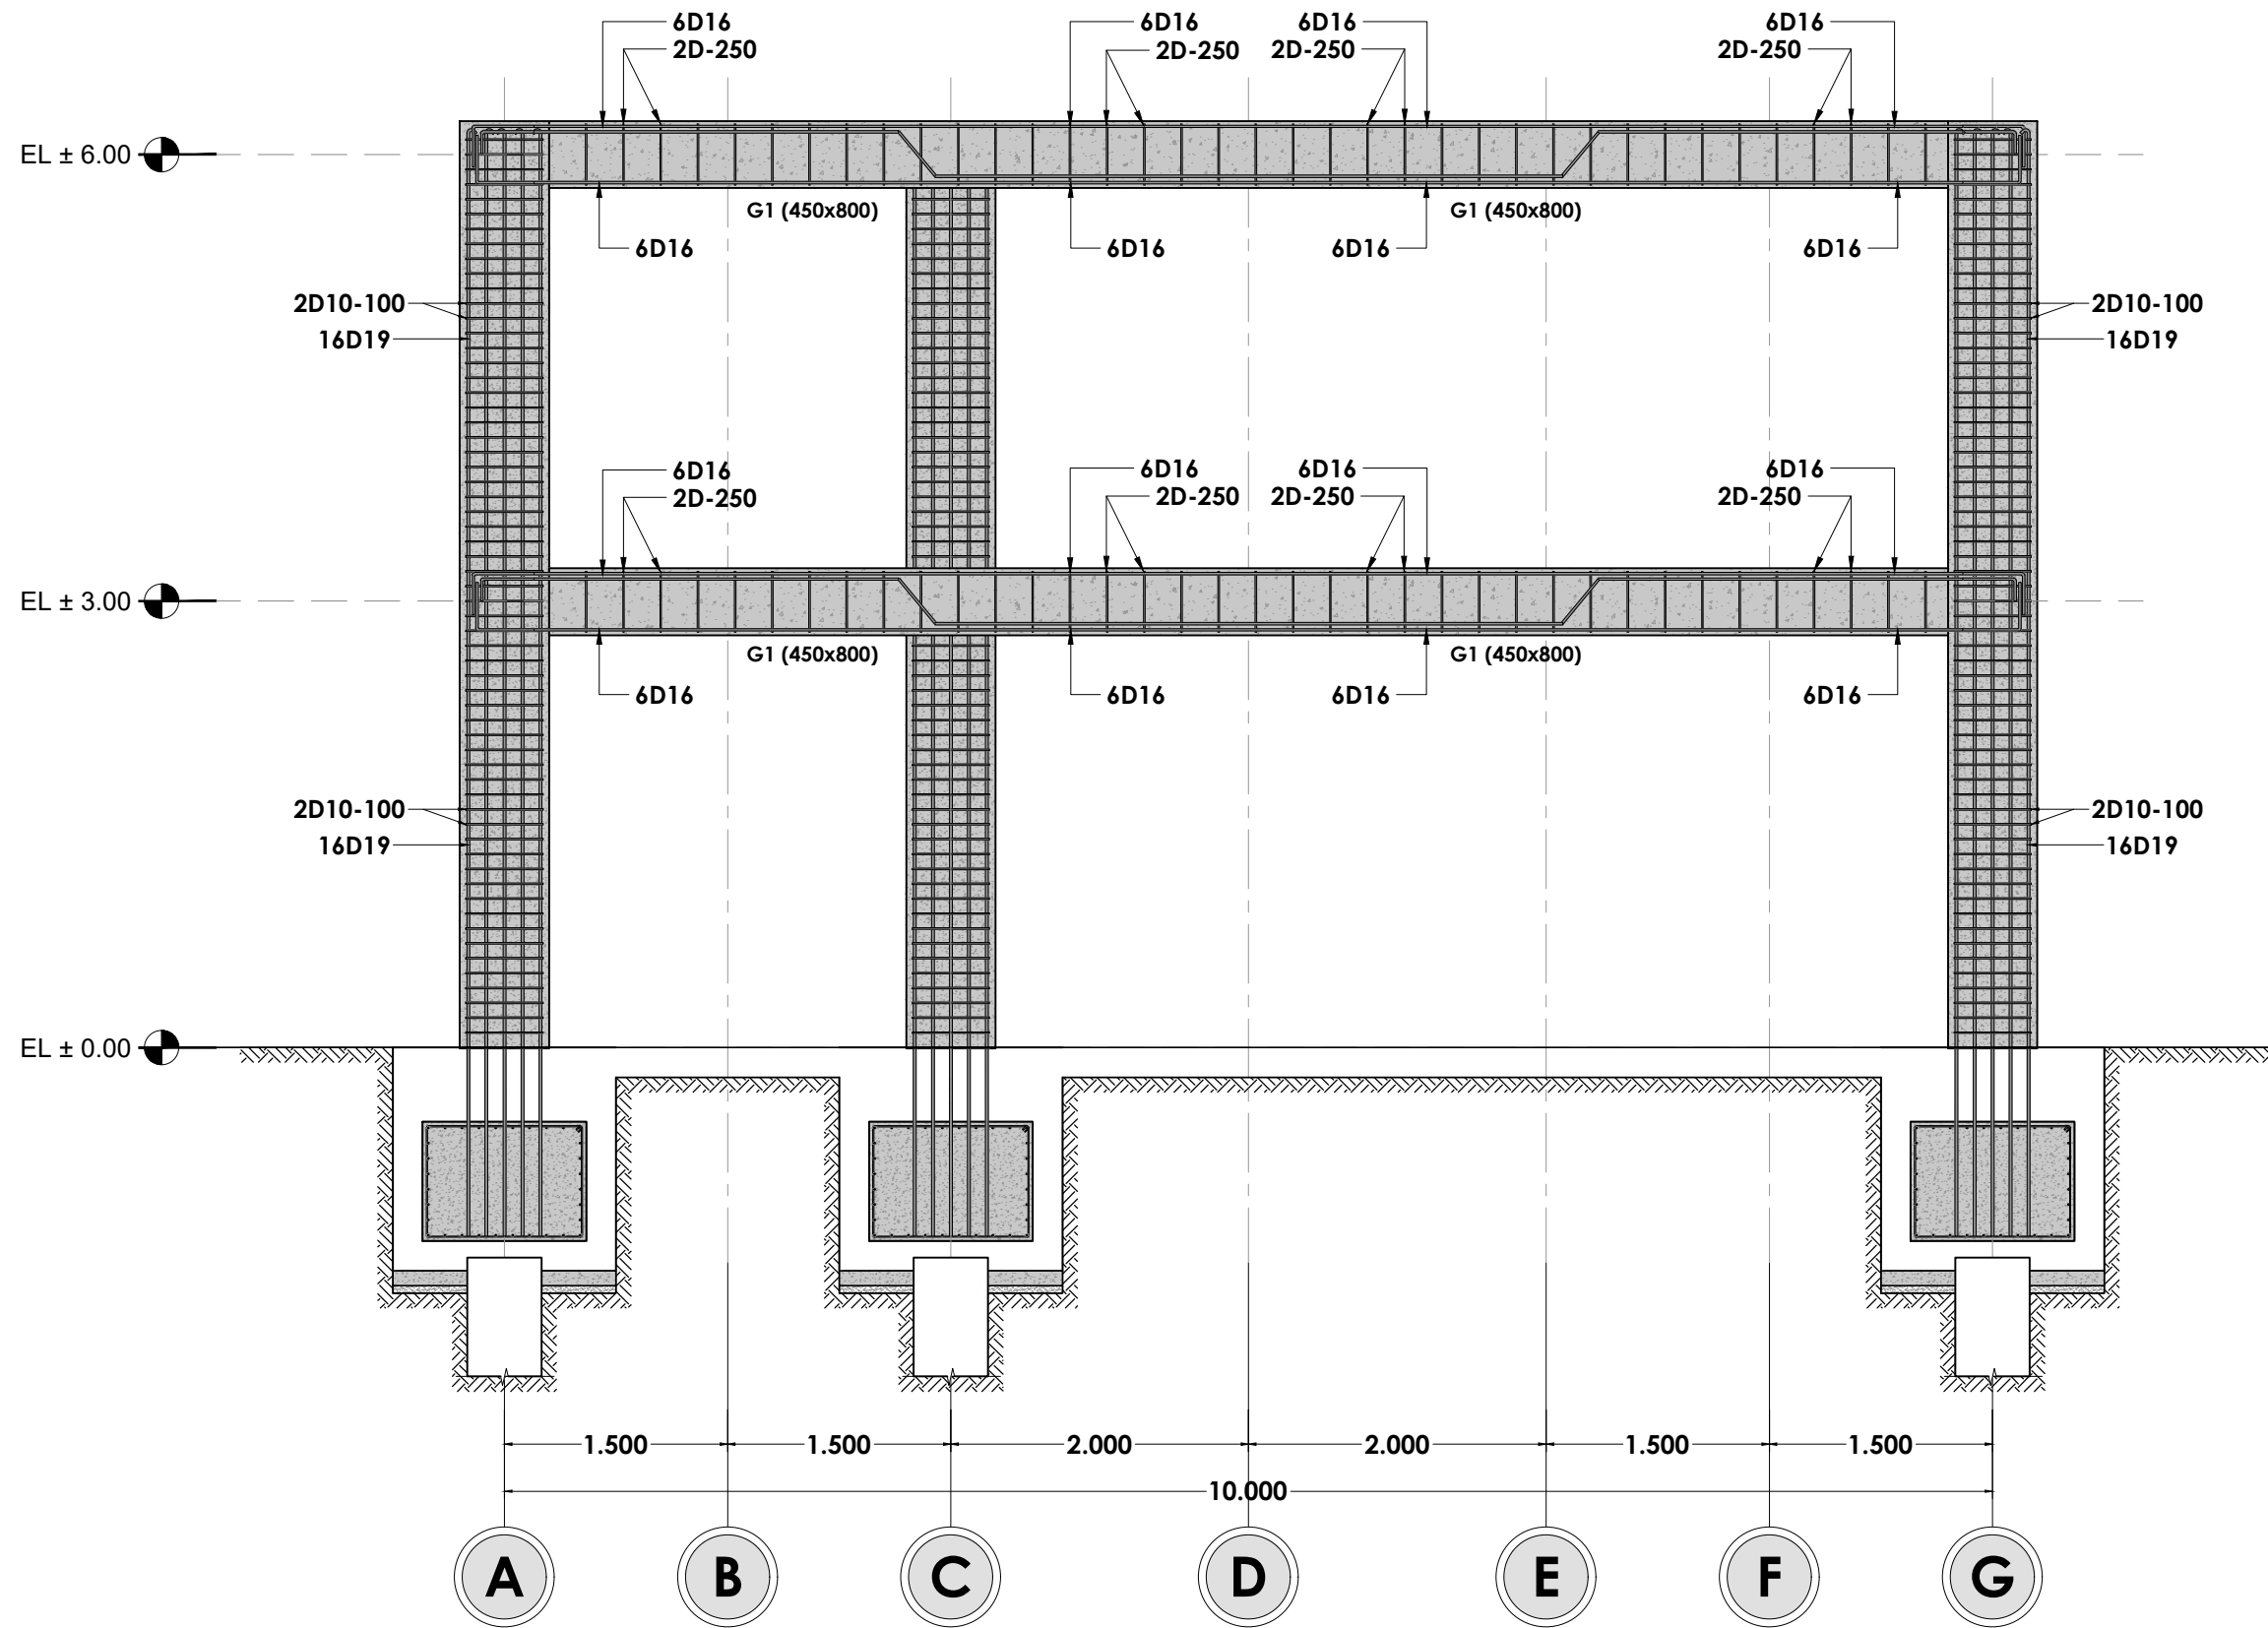 6D16 6D16 6D16 6D16
2D-250 2D-250 2D-250 2D-250
EL ± 6.00
G1 (450x800) G1 (450x800)
6D16 6D16 6D16 6D16
2D10-100 2D10-100
16D19 16D19
6D16 6D16 6D16 6D16
2D-250 2D-250 2D-250 2D-250
EL ± 3.00
G1 (450x800) G1 (450x800)
6D16 6D16 6D16 6D16
2D10-100 2D10-100
16D19 16D19
EL ± 0.00
1.500 1.500 2.000 2.000 1.500 1.500
10.000
A B C D E F G